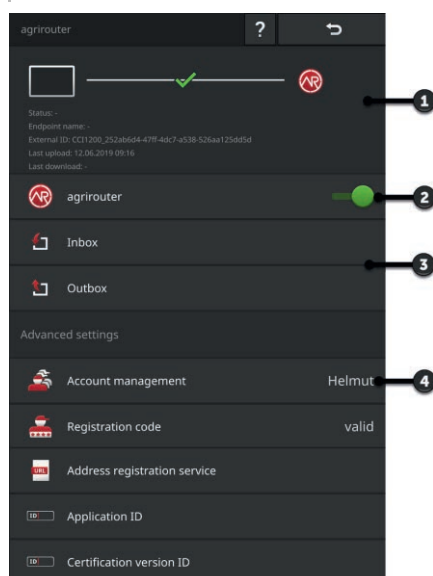 agrirouter ?
AR
Status: -
Endpoint name: -
External ID: CCI1200_252ab6d4-47ff-4dc7-a538-526aa125dd5d
Last upload: 12.06.2019 09:16
Last download: -
1
AR agrirouter
2
Inbox
3
Outbox
Advanced settings
Account management Helmut
4
Registration code valid
URL Address registration service
ID Application ID
ID Certification version ID